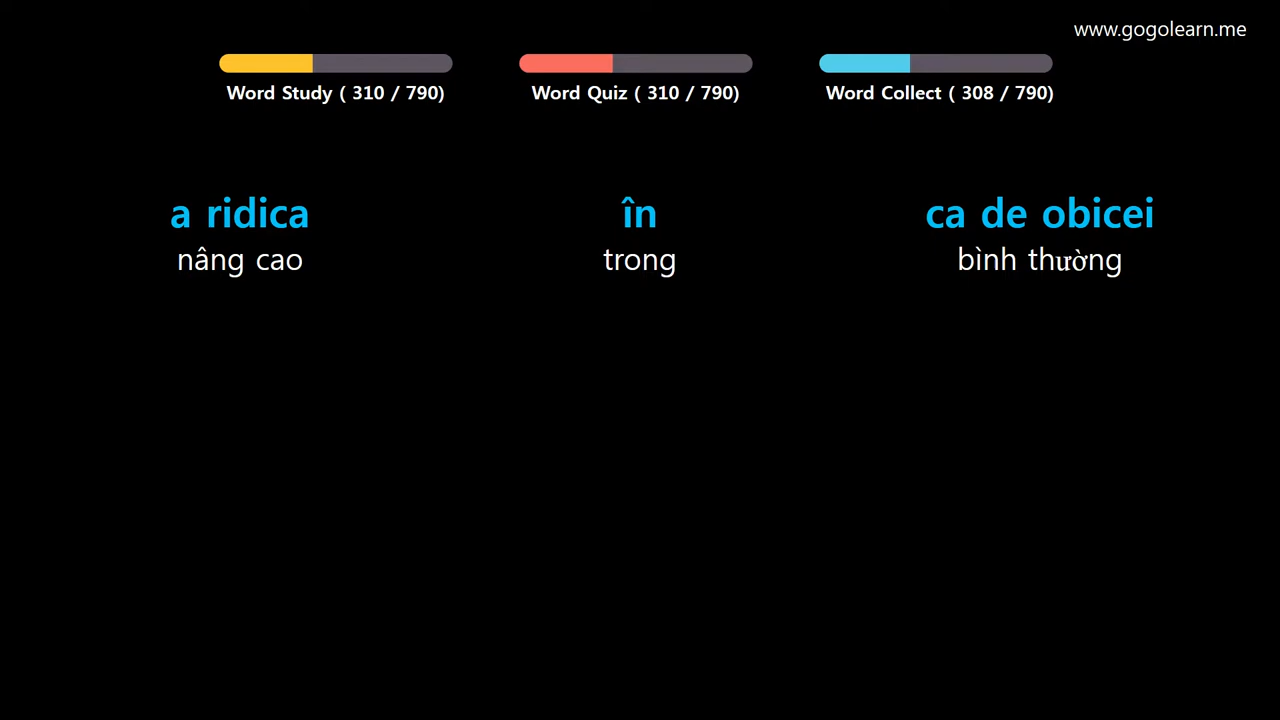 www.gogolearn.me
Word Study ( 310 / 790)
Word Quiz ( 310 / 790)
Word Collect ( 308 / 790)
a ridica
nâng cao
în
trong
ca de obicei
bình thường